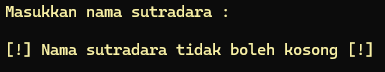 Masukkan nama sutradara :
[!] Nama sutradara tidak boleh kosong [!]